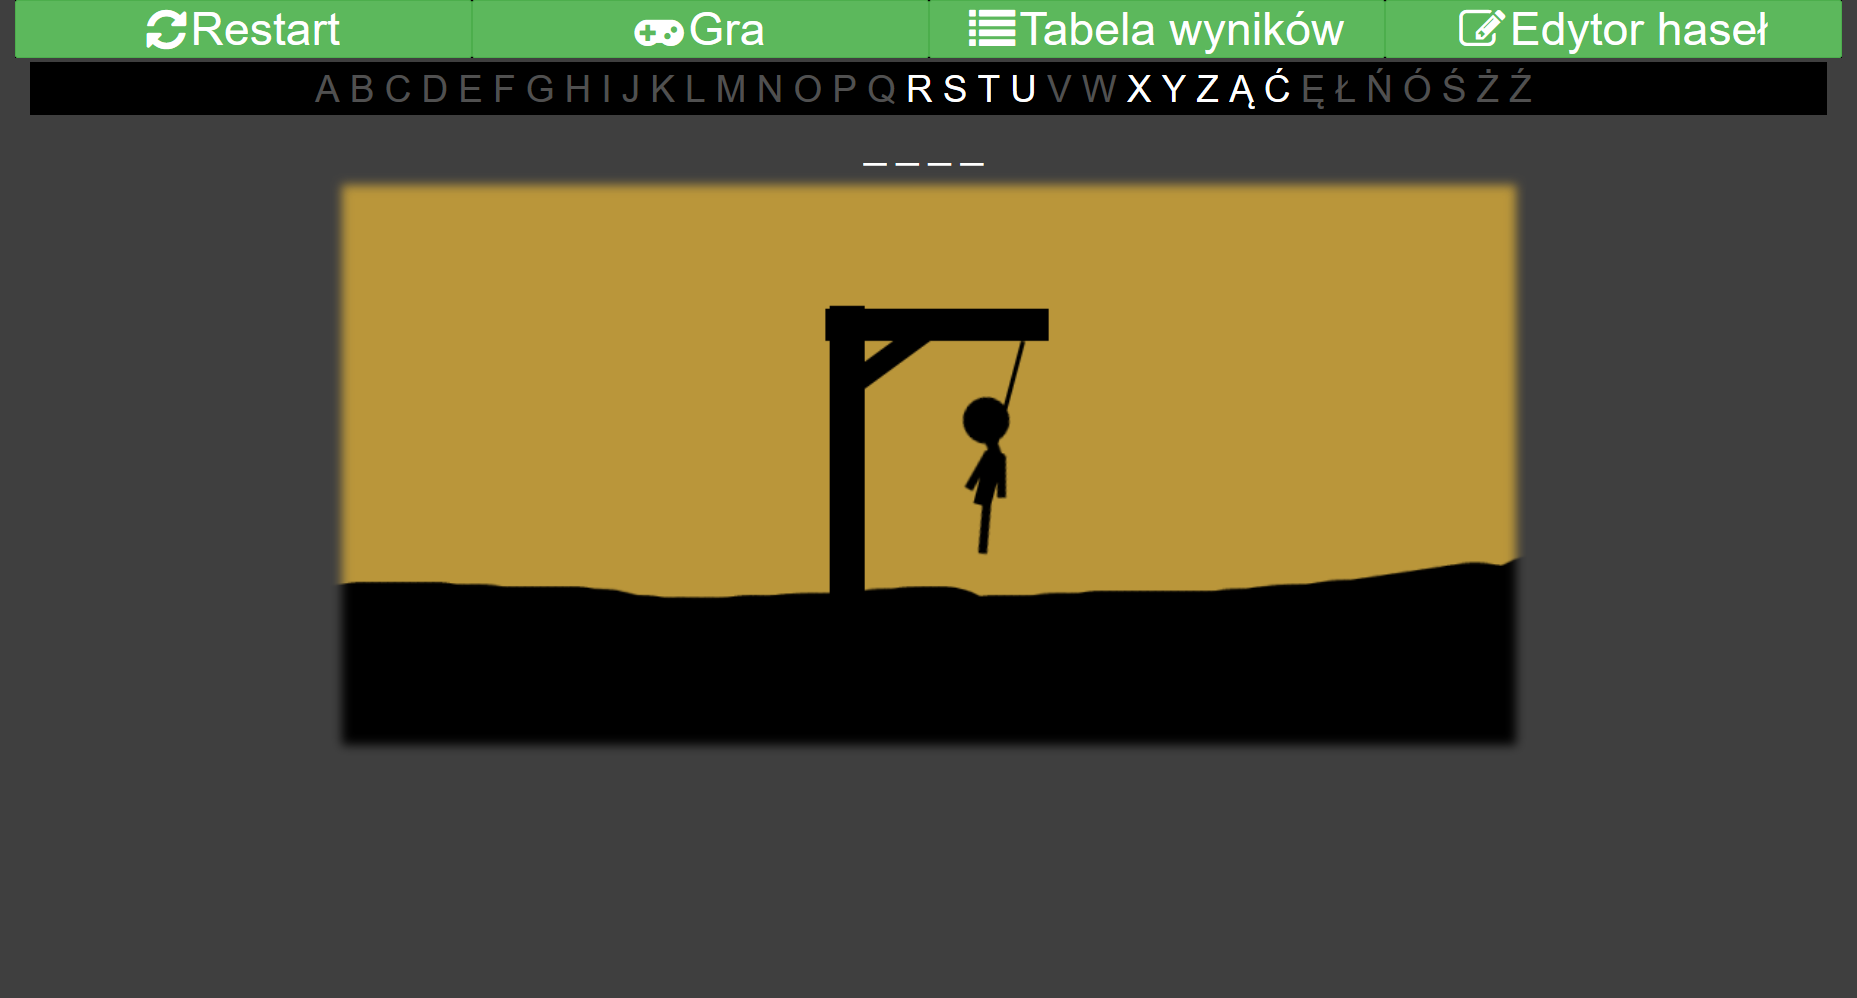 Restart Gra Tabela wyników Edytor haseł
A B C D E F G H I J K L M N O P Q R S T U V W X Y Z Ą Ć Ę Ł Ń Ó Ś Ż Ź
_ _ _ _